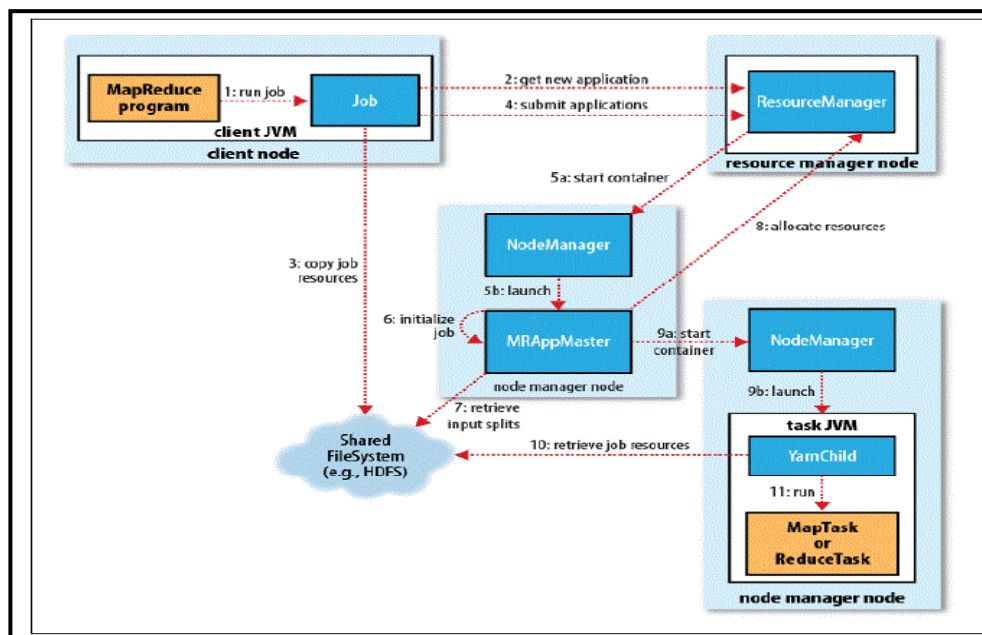 MapReduce
program
1: run job
Job
client JVM
client node
2: get new application
4: submit applications
ResourceManager
resource manager node
5a: start container
8: allocate resources
3: copy job
resources
NodeManager
5b: launch
6: initialize
job
MRAppMaster
node manager node
9a: start
container
NodeManager
9b: launch
7: retrieve
input splits
Shared
FileSystem
(e.g., HDFS)
10: retrieve job resources
task JVM
YarnChild
11: run
MapTask
or
ReduceTask
node manager node